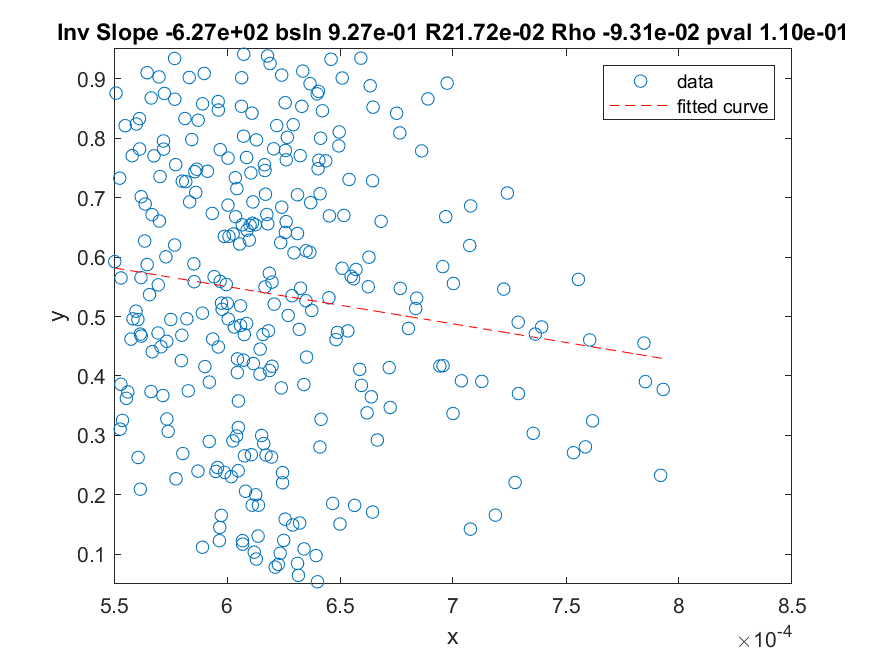 Inv Slope -6.27e+02 bsln 9.27e-01 R21.72e-02 Rho -9.31e-02 pval 1.10e-01
data
fitted curve
0.9
0.8
0.7
0.6
0.5
0.4
0.3
0.2
0.1
y
5.5 6 6.5 7 7.5 8 8.5
x
×10⁻⁴